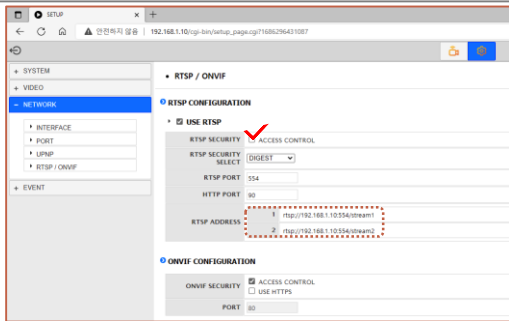 SETUP
안전하지 않음 | 192.168.1.10/cgi-bin/setup_page.cgi?1686296431087
+ SYSTEM
+ VIDEO
− NETWORK
INTERFACE
PORT
UPNP
RTSP / ONVIF
+ EVENT
• RTSP / ONVIF
RTSP CONFIGURATION
USE RTSP
RTSP SECURITY ACCESS CONTROL
RTSP SECURITY SELECT DIGEST
RTSP PORT 554
HTTP PORT 90
RTSP ADDRESS
1 rtsp://192.168.1.10:554/stream1
2 rtsp://192.168.1.10:554/stream2
ONVIF CONFIGURATION
ONVIF SECURITY ACCESS CONTROL
USE HTTPS
PORT 80